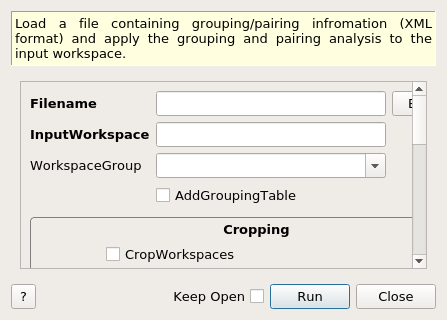 Load a file containing grouping/pairing infromation (XML
format) and apply the grouping and pairing analysis to the
input workspace.
Filename
InputWorkspace
WorkspaceGroup
AddGroupingTable
Cropping
CropWorkspaces
?
Keep Open
Run
Close